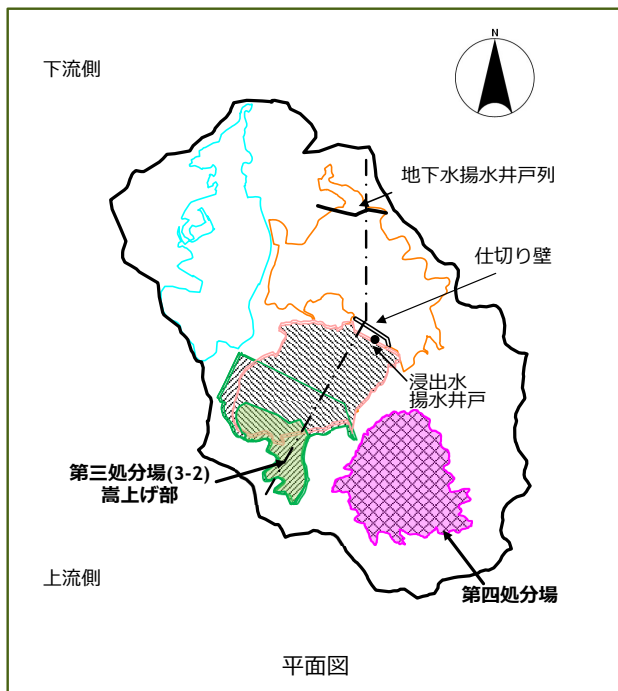 N
下流側
地下水揚水井戸列
仕切り壁
浸出水
揚水井戸
第三処分場(3-2)
嵩上げ部
上流側
第四処分場
平面図